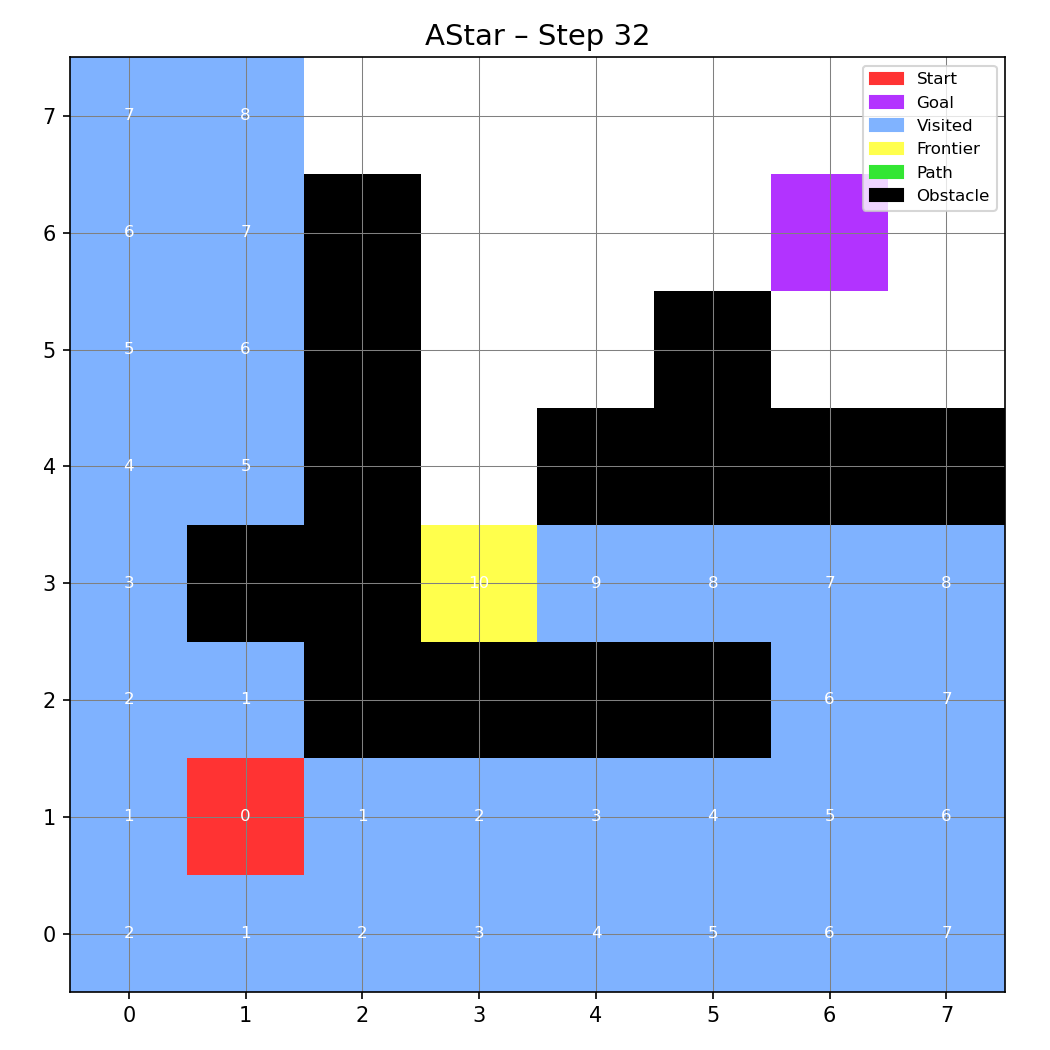 AStar – Step 32
Start
Goal
Visited
Frontier
Path
Obstacle
7 7 8
6 6 7
5 5 6
4 4 5
3 3 10 9 8 7 8
2 2 1 6 7
1 1 0 1 2 3 4 5 6
0 2 1 2 3 4 5 6 7
0 1 2 3 4 5 6 7